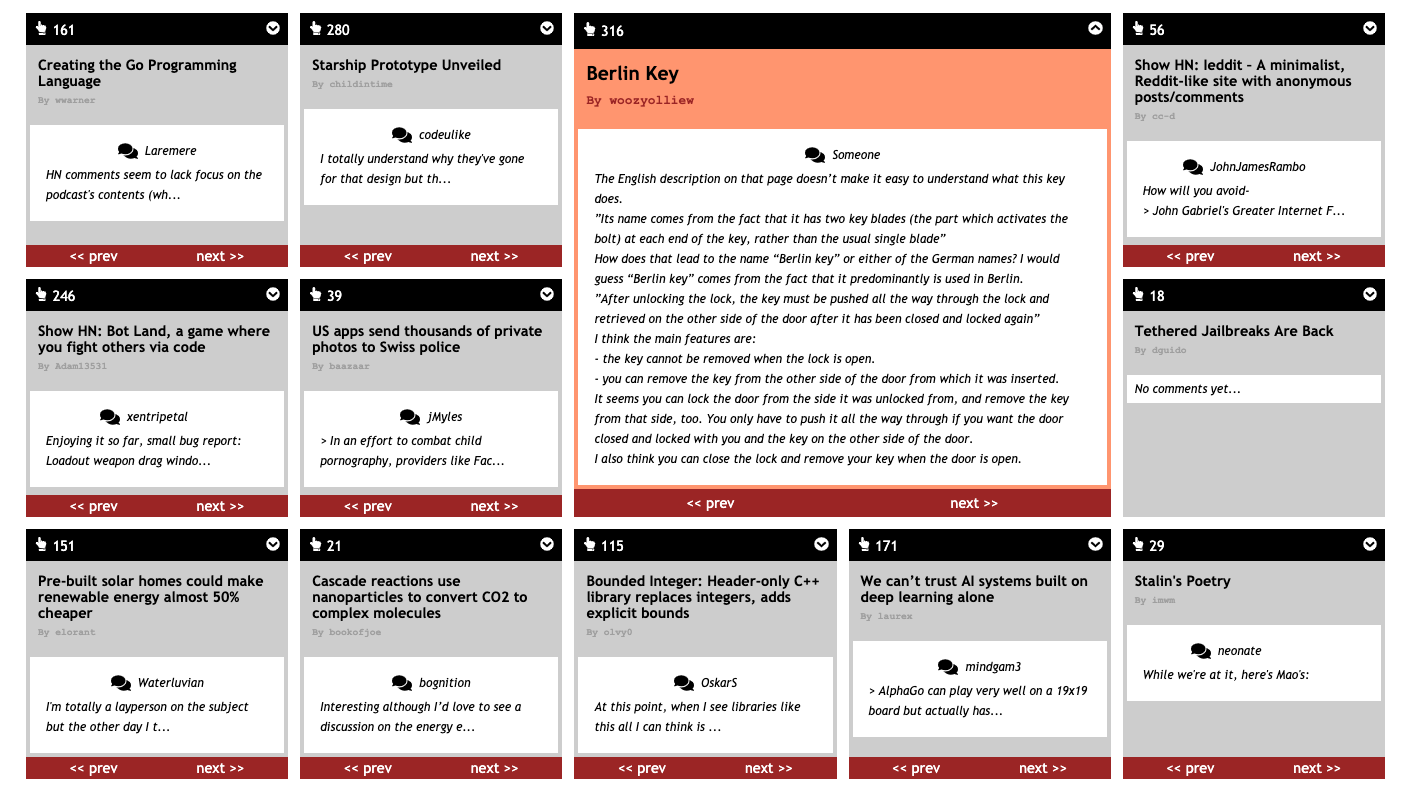 161
Creating the Go Programming
Language
By wwarner
Laremere
HN comments seem to lack focus on the
podcast's contents (wh...
<< prev next >>
280
Starship Prototype Unveiled
By childintime
codeulike
I totally understand why they've gone
for that design but th...
<< prev next >>
316
Berlin Key
By woozyolliew
Someone
The English description on that page doesn’t make it easy to understand what this key
does.
”Its name comes from the fact that it has two key blades (the part which activates the
bolt) at each end of the key, rather than the usual single blade”
How does that lead to the name “Berlin key” or either of the German names? I would
guess “Berlin key” comes from the fact that it predominantly is used in Berlin.
”After unlocking the lock, the key must be pushed all the way through the lock and
retrieved on the other side of the door after it has been closed and locked again”
I think the main features are:
- the key cannot be removed when the lock is open.
- you can remove the key from the other side of the door from which it was inserted.
It seems you can lock the door from the side it was unlocked from, and remove the key
from that side, too. You only have to push it all the way through if you want the door
closed and locked with you and the key on the other side of the door.
I also think you can close the lock and remove your key when the door is open.
<< prev next >>
56
Show HN: Ieddit – A minimalist,
Reddit-like site with anonymous
posts/comments
By cc-d
JohnJamesRambo
How will you avoid-
> John Gabriel's Greater Internet F...
<< prev next >>
246
Show HN: Bot Land, a game where
you fight others via code
By Adam13531
xentripetal
Enjoying it so far, small bug report:
Loadout weapon drag windo...
<< prev next >>
39
US apps send thousands of private
photos to Swiss police
By baazaar
jMyles
> In an effort to combat child
pornography, providers like Fac...
<< prev next >>
18
Tethered Jailbreaks Are Back
By dguido
No comments yet...
151
Pre-built solar homes could make
renewable energy almost 50%
cheaper
By elorant
Waterluvian
I'm totally a layperson on the subject
but the other day I t...
<< prev next >>
21
Cascade reactions use
nanoparticles to convert CO2 to
complex molecules
By bookofjoe
bognition
Interesting although I’d love to see a
discussion on the energy e...
<< prev next >>
115
Bounded Integer: Header-only C++
library replaces integers, adds
explicit bounds
By olvy0
OskarS
At this point, when I see libraries like
this all I can think is ...
<< prev next >>
171
We can’t trust AI systems built on
deep learning alone
By laurex
mindgam3
> AlphaGo can play very well on a 19x19
board but actually has...
<< prev next >>
29
Stalin's Poetry
By imwm
neonate
While we're at it, here's Mao's:
<< prev next >>